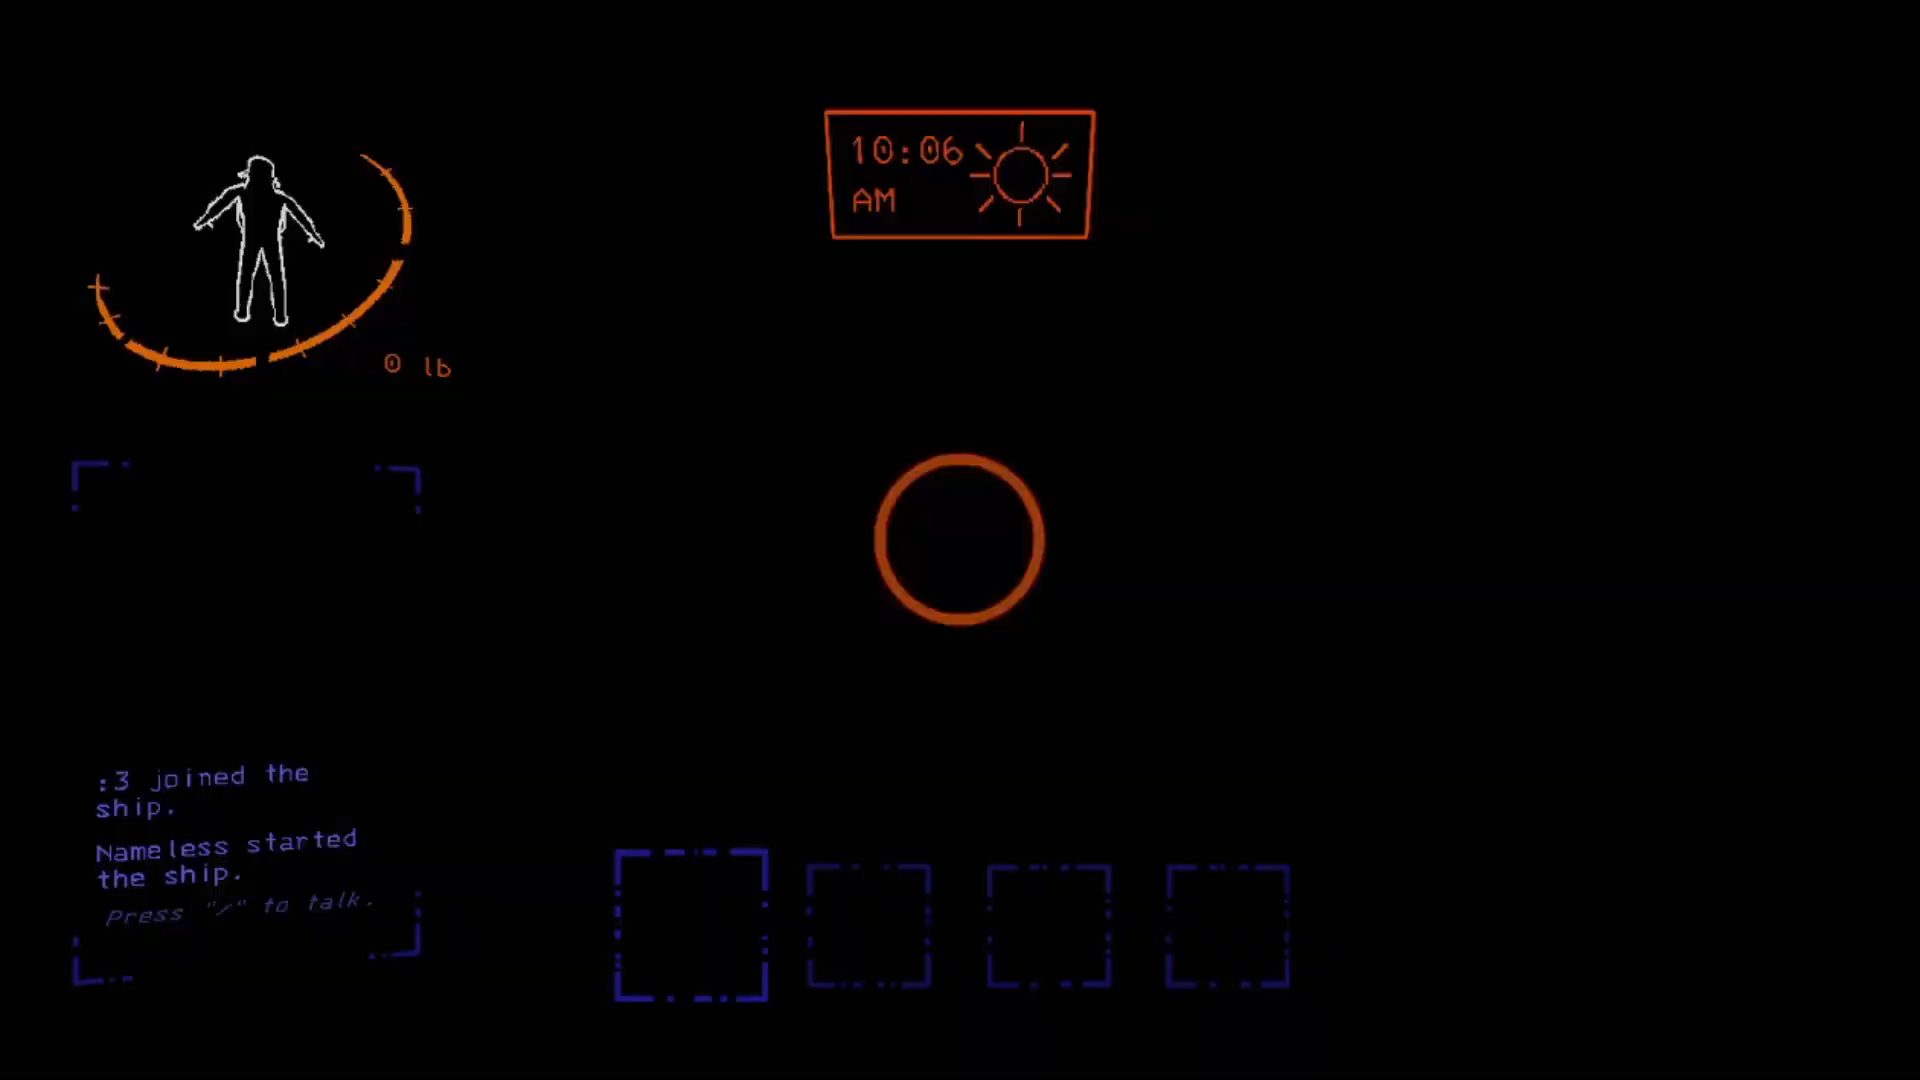 10:06
AM
0 lb
:3 joined the
ship.
Nameless started
the ship.
Press "/" to talk.